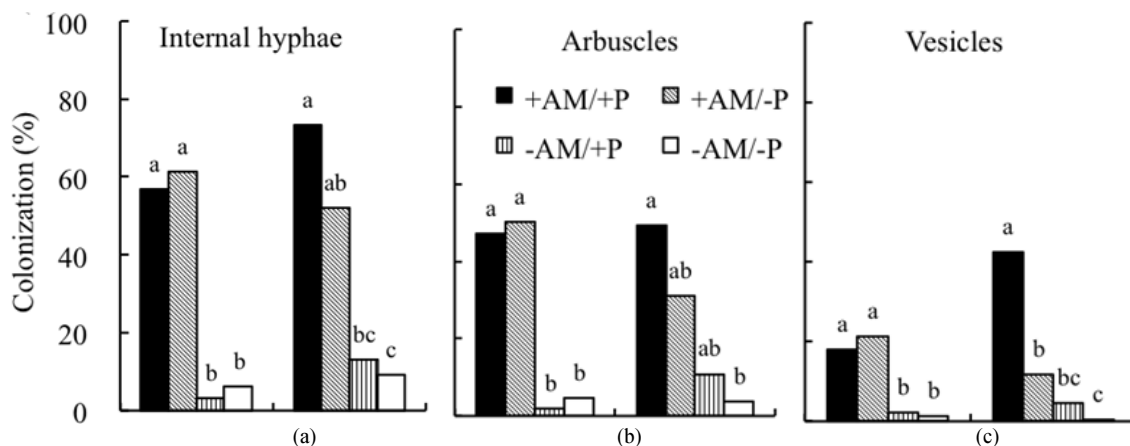 Internal hyphae
Arbuscles
Vesicles
+AM/+P
+AM/-P
-AM/+P
-AM/-P
Colonization (%)
100
80
60
40
20
0
a
a
b
b
a
ab
bc
c
a
a
b
b
a
ab
ab
b
a
a
b
b
a
b
bc
c
(a)
(b)
(c)